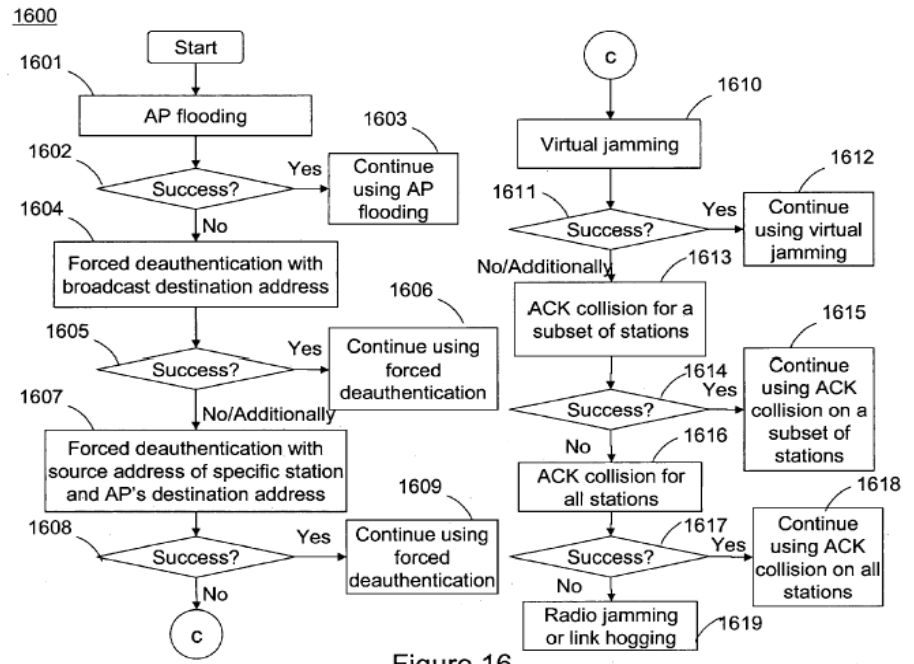 1600
Start
1601
AP flooding
1602
Success?
Yes
1603
Continue
using AP
flooding
No
1604
Forced deauthentication with
broadcast destination address
1605
Success?
Yes
1606
Continue using
forced
deauthentication
No/Additionally
1607
Forced deauthentication with
source address of specific station
and AP's destination address
1608
Success?
Yes
1609
Continue using
forced
deauthentication
No
C
C
1610
Virtual jamming
1611
Success?
Yes
1612
Continue
using virtual
jamming
No/Additionally
1613
ACK collision for a
subset of stations
1614
Success?
Yes
1615
Continue
using ACK
collision on a
subset of
stations
No
1616
ACK collision for
all stations
1617
Success?
Yes
1618
Continue
using ACK
collision on all
stations
No
Radio jamming
or link hogging
1619
Figure 16